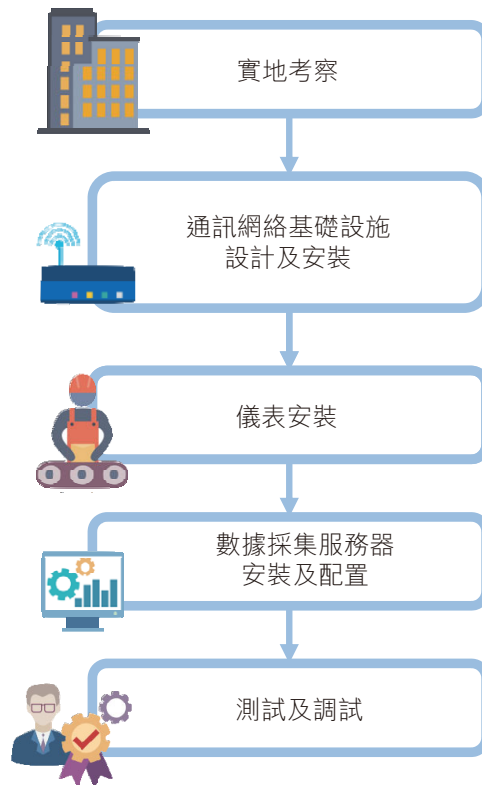 實地考察
通訊網絡基礎設施
設計及安裝
儀表安裝
數據採集服務器
安裝及配置
測試及調試